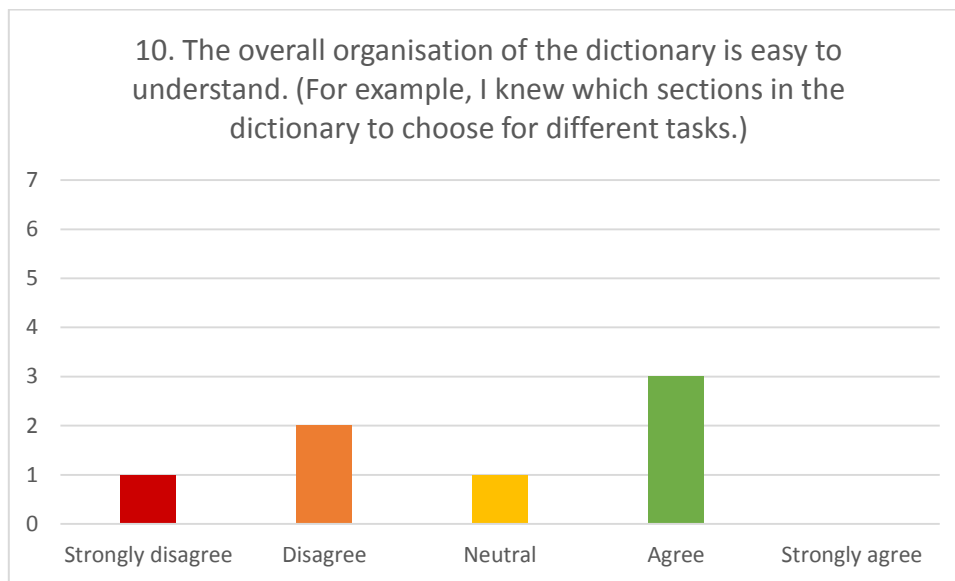 10. The overall organisation of the dictionary is easy to
understand. (For example, I knew which sections in the
dictionary to choose for different tasks.)
7
6
5
4
3
2
1
0
Strongly disagree Disagree Neutral Agree Strongly agree